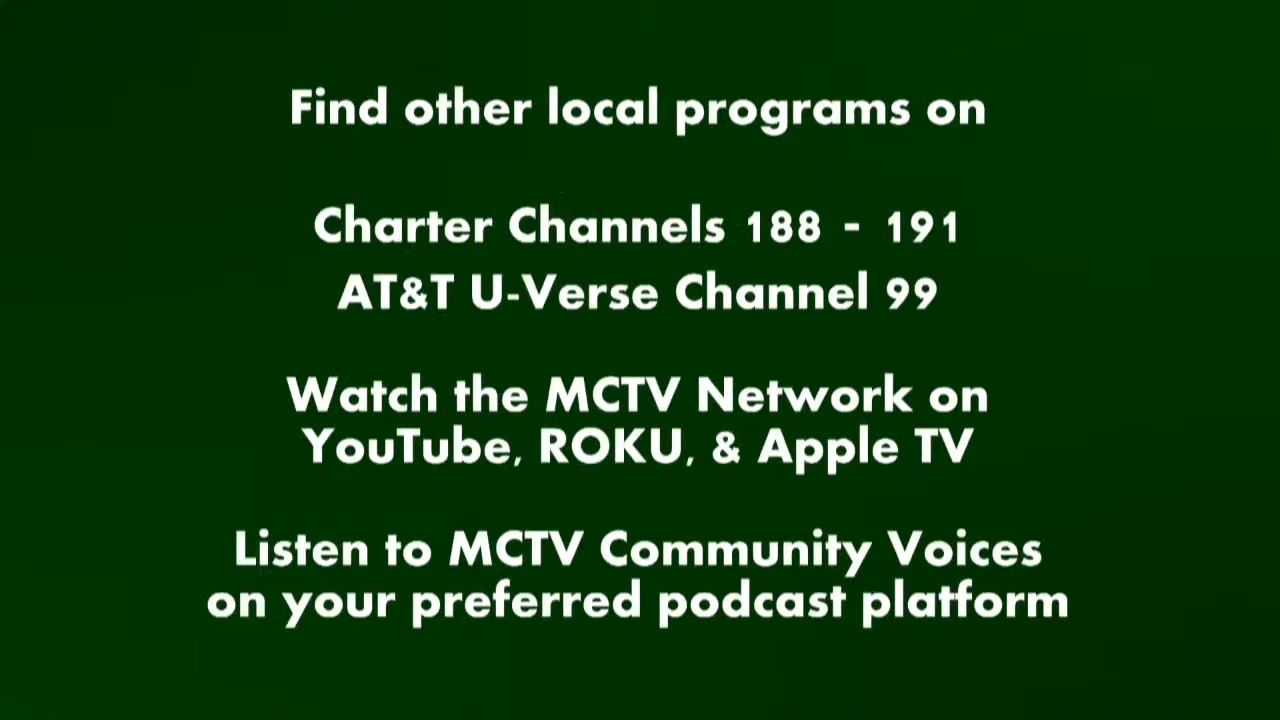 Find other local programs on
Charter Channels 188 - 191
AT&T U-Verse Channel 99
Watch the MCTV Network on
YouTube, ROKU, & Apple TV
Listen to MCTV Community Voices
on your preferred podcast platform